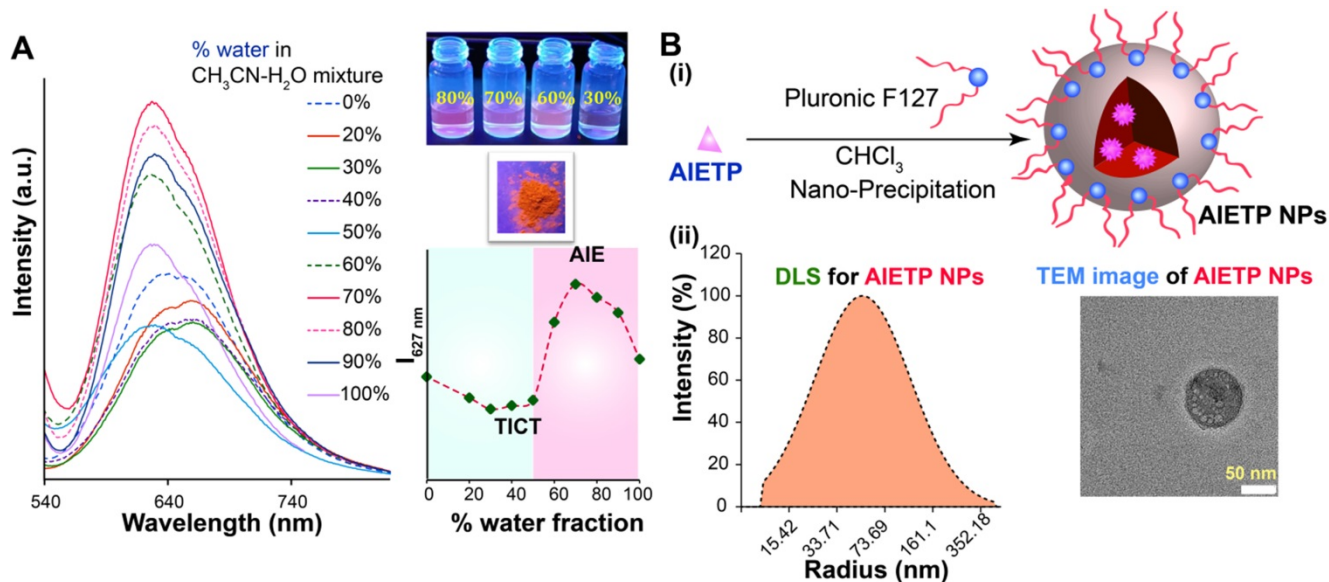 A
% water in
CH₃CN-H₂O mixture
0%
20%
30%
40%
50%
60%
70%
80%
90%
100%
Intensity (a.u.)
540
640
740
Wavelength (nm)
80%
70%
60%
30%
AIE
TICT
I627 nm
0
20
40
60
80
100
% water fraction
B
(i)
AIETP
Pluronic F127
CHCl₃
Nano-Precipitation
AIETP NPs
(ii)
DLS for AIETP NPs
Intensity (%)
120
100
80
60
40
20
0
15.42
33.71
73.69
161.1
352.18
Radius (nm)
TEM image of AIETP NPs
50 nm